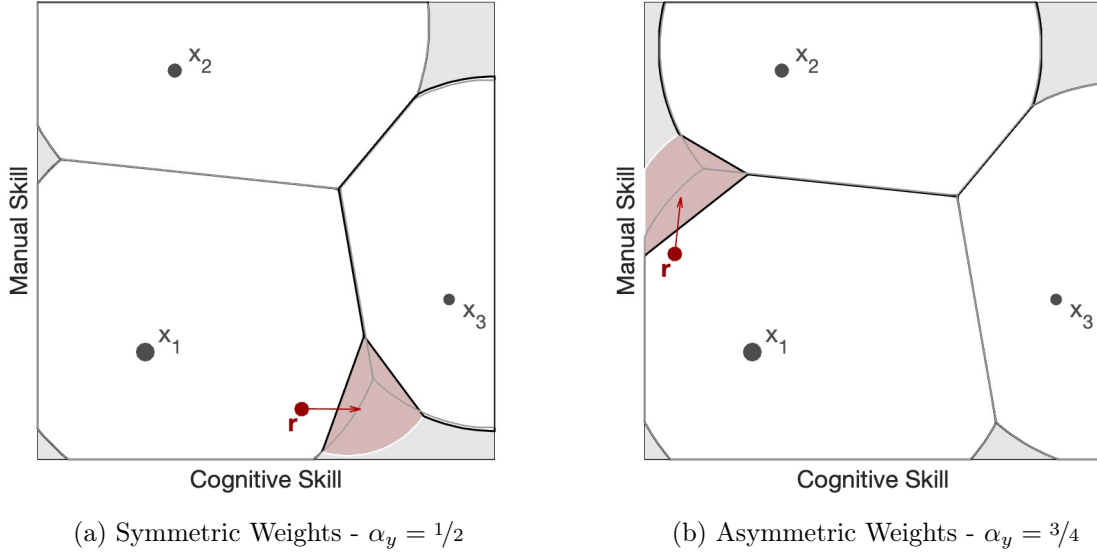 x2
Manual Skill
x3
x1
r
Cognitive Skill
(a) Symmetric Weights - αy = 1/2
x2
Manual Skill
r
x3
x1
Cognitive Skill
(b) Asymmetric Weights - αy = 3/4